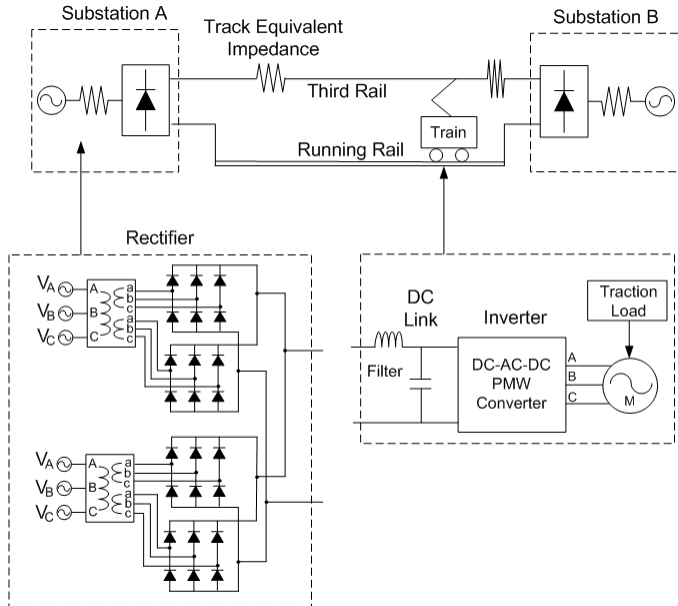 Substation A
Substation B
Track Equivalent
Impedance
Third Rail
Train
Running Rail
Rectifier
VA
VB
VC
A
B
C
a
b
c
a
b
c
VA
VB
VC
A
B
C
a
b
c
a
b
c
DC
Link
Filter
Inverter
DC-AC-DC
PMW
Converter
A
B
C
Traction
Load
M